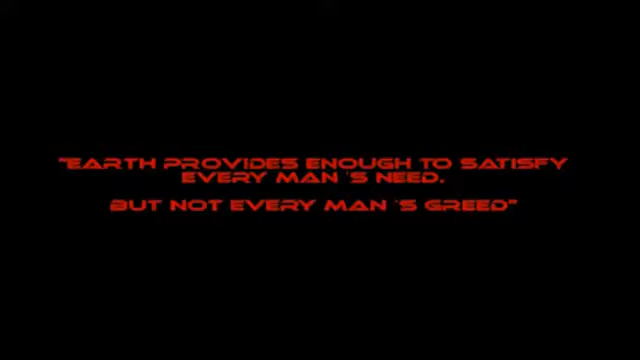 "EARTH PROVIDES ENOUGH TO SATISFY
EVERY MAN 'S NEED.
BUT NOT EVERY MAN 'S GREED"